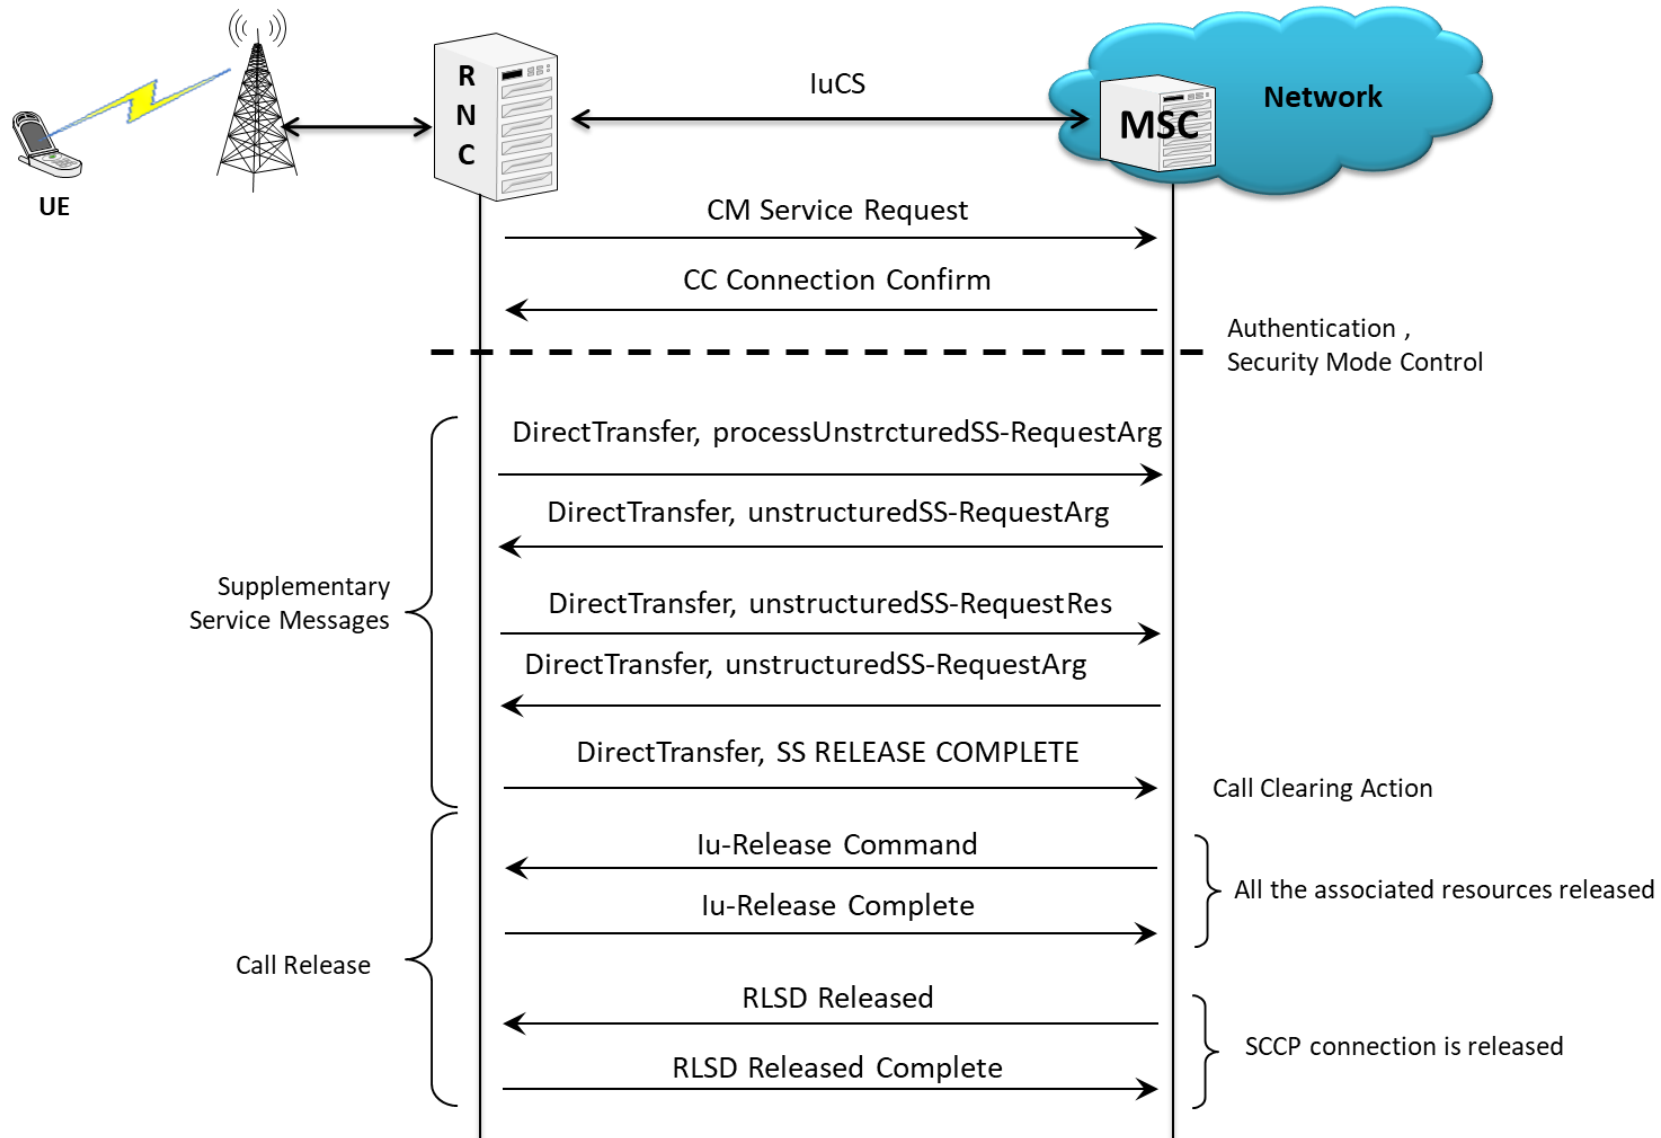 R
N
C
IuCS
Network
MSC
UE
CM Service Request
CC Connection Confirm
Authentication ,
Security Mode Control
DirectTransfer, processUnstrcturedSS-RequestArg
DirectTransfer, unstructuredSS-RequestArg
Supplementary
Service Messages
DirectTransfer, unstructuredSS-RequestRes
DirectTransfer, unstructuredSS-RequestArg
DirectTransfer, SS RELEASE COMPLETE
Call Clearing Action
Iu-Release Command
All the associated resources released
Iu-Release Complete
Call Release
RLSD Released
SCCP connection is released
RLSD Released Complete